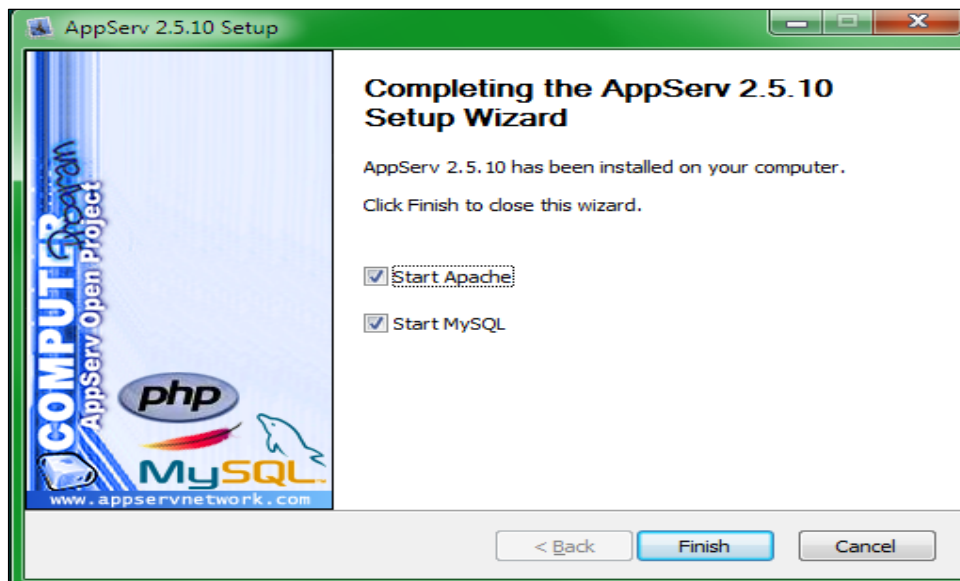 AppServ 2.5.10 Setup
Completing the AppServ 2.5.10
Setup Wizard
AppServ 2.5.10 has been installed on your computer.
Click Finish to close this wizard.
Start Apache
Start MySQL
COMPUTER
Program
AppServ Open Project
php
MySQL
www.appservnetwork.com
< Back
Finish
Cancel